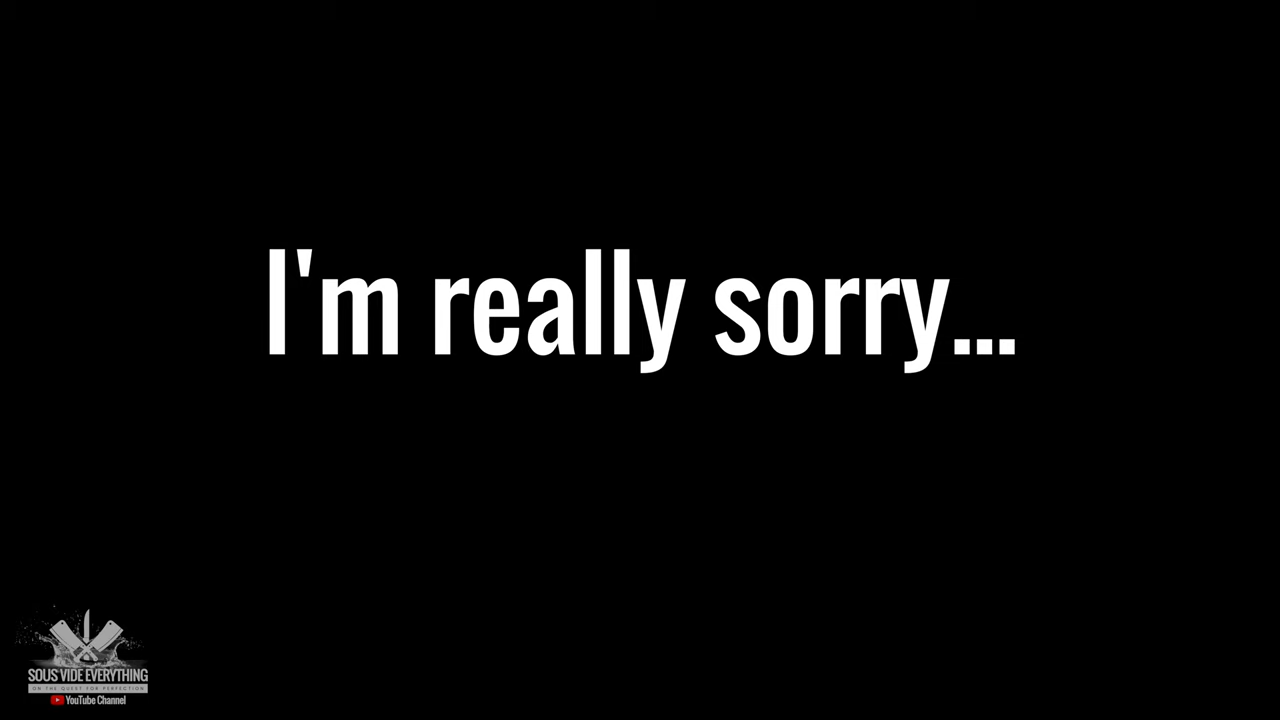 I'm really sorry...
SOUS VIDE EVERYTHING
ON THE QUEST FOR PERFECTION
YouTube Channel